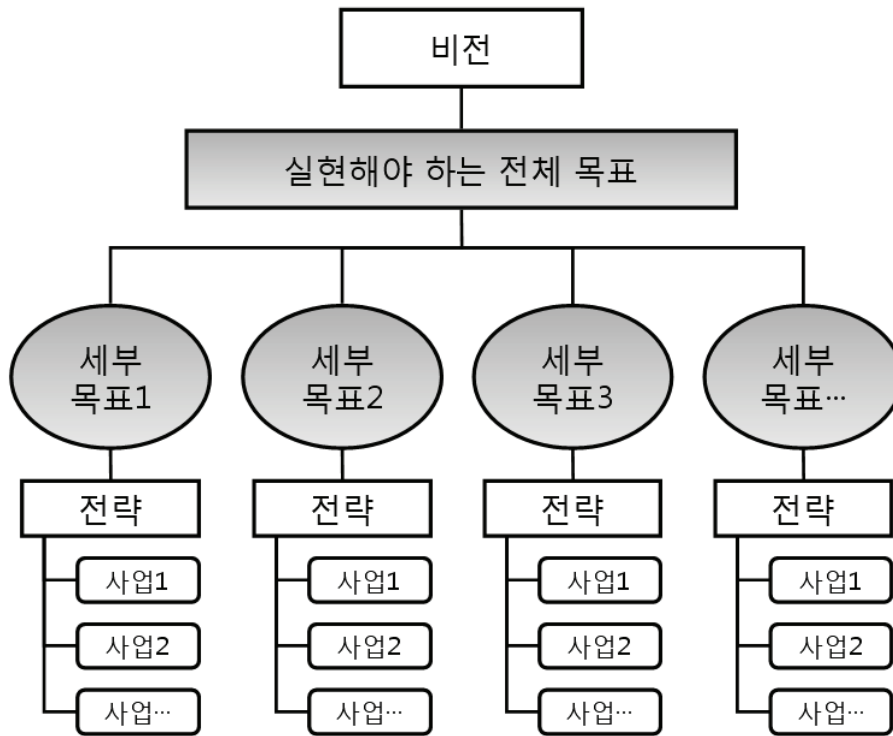 비전
실현해야 하는 전체 목표
세부
목표1
세부
목표2
세부
목표3
세부
목표…
전략
전략
전략
전략
사업1
사업1
사업1
사업1
사업2
사업2
사업2
사업2
사업…
사업…
사업…
사업…